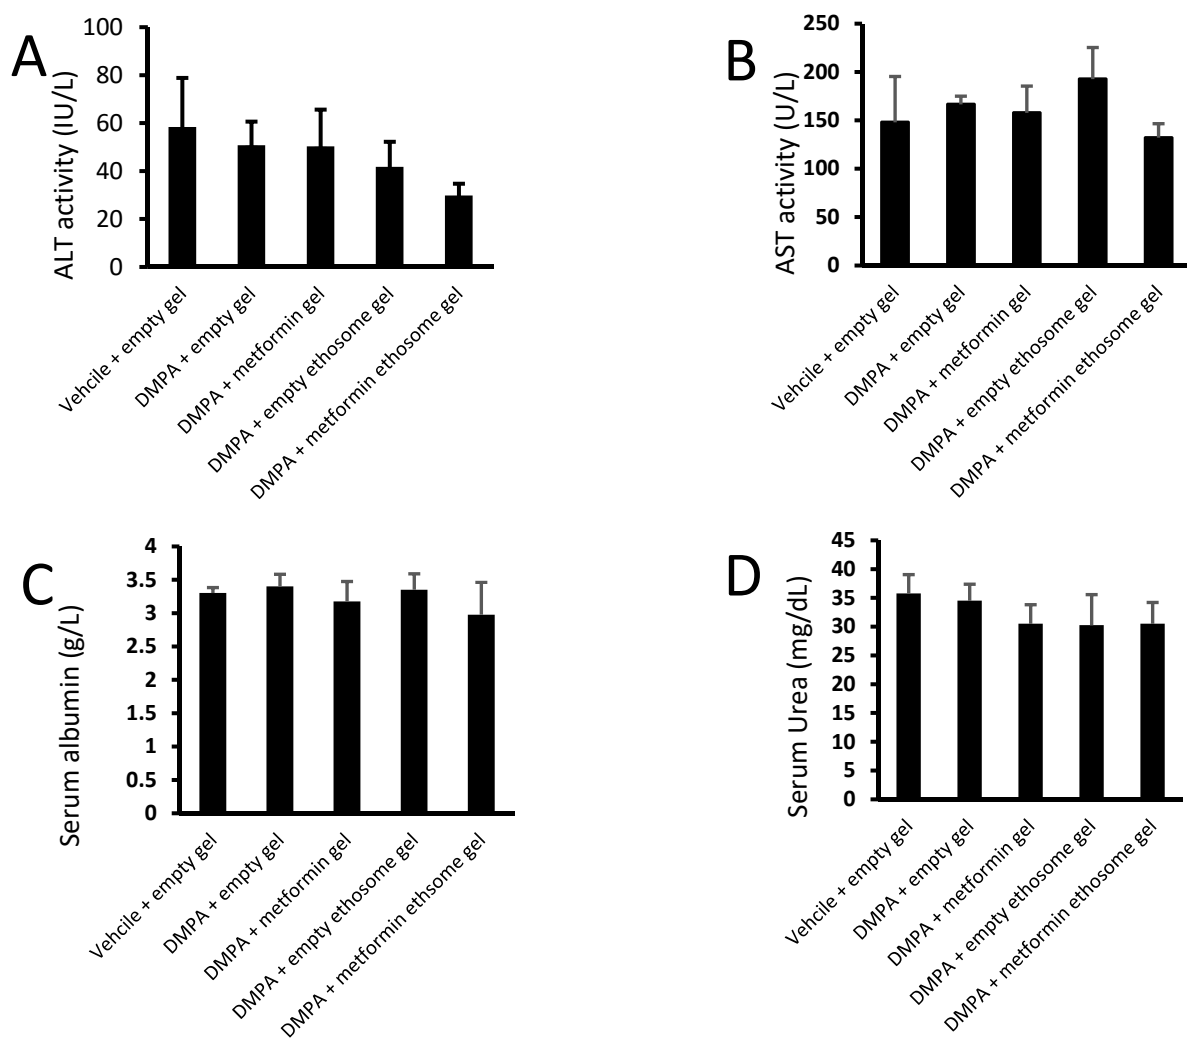 A
ALT activity (IU/L)
100
80
60
40
20
0
Vehcile + empty gel
DMPA + empty gel
DMPA + metformin gel
DMPA + empty ethosome gel
DMPA + metformin ethosome gel
B
AST activity (U/L)
250
200
150
100
50
0
Vehcile + empty gel
DMPA + empty gel
DMPA + metformin gel
DMPA + empty ethosome gel
DMPA + metformin ethosome gel
C
Serum albumin (g/L)
4
3.5
3
2.5
2
1.5
1
0.5
0
Vehcile + empty gel
DMPA + empty gel
DMPA + metformin gel
DMPA + empty ethosome gel
DMPA + metformin ethsome gel
D
Serum Urea (mg/dL)
45
40
35
30
25
20
15
10
5
0
Vehcile + empty gel
DMPA + empty gel
DMPA + metformin gel
DMPA + empty ethosome gel
DMPA + metformin ethosome gel